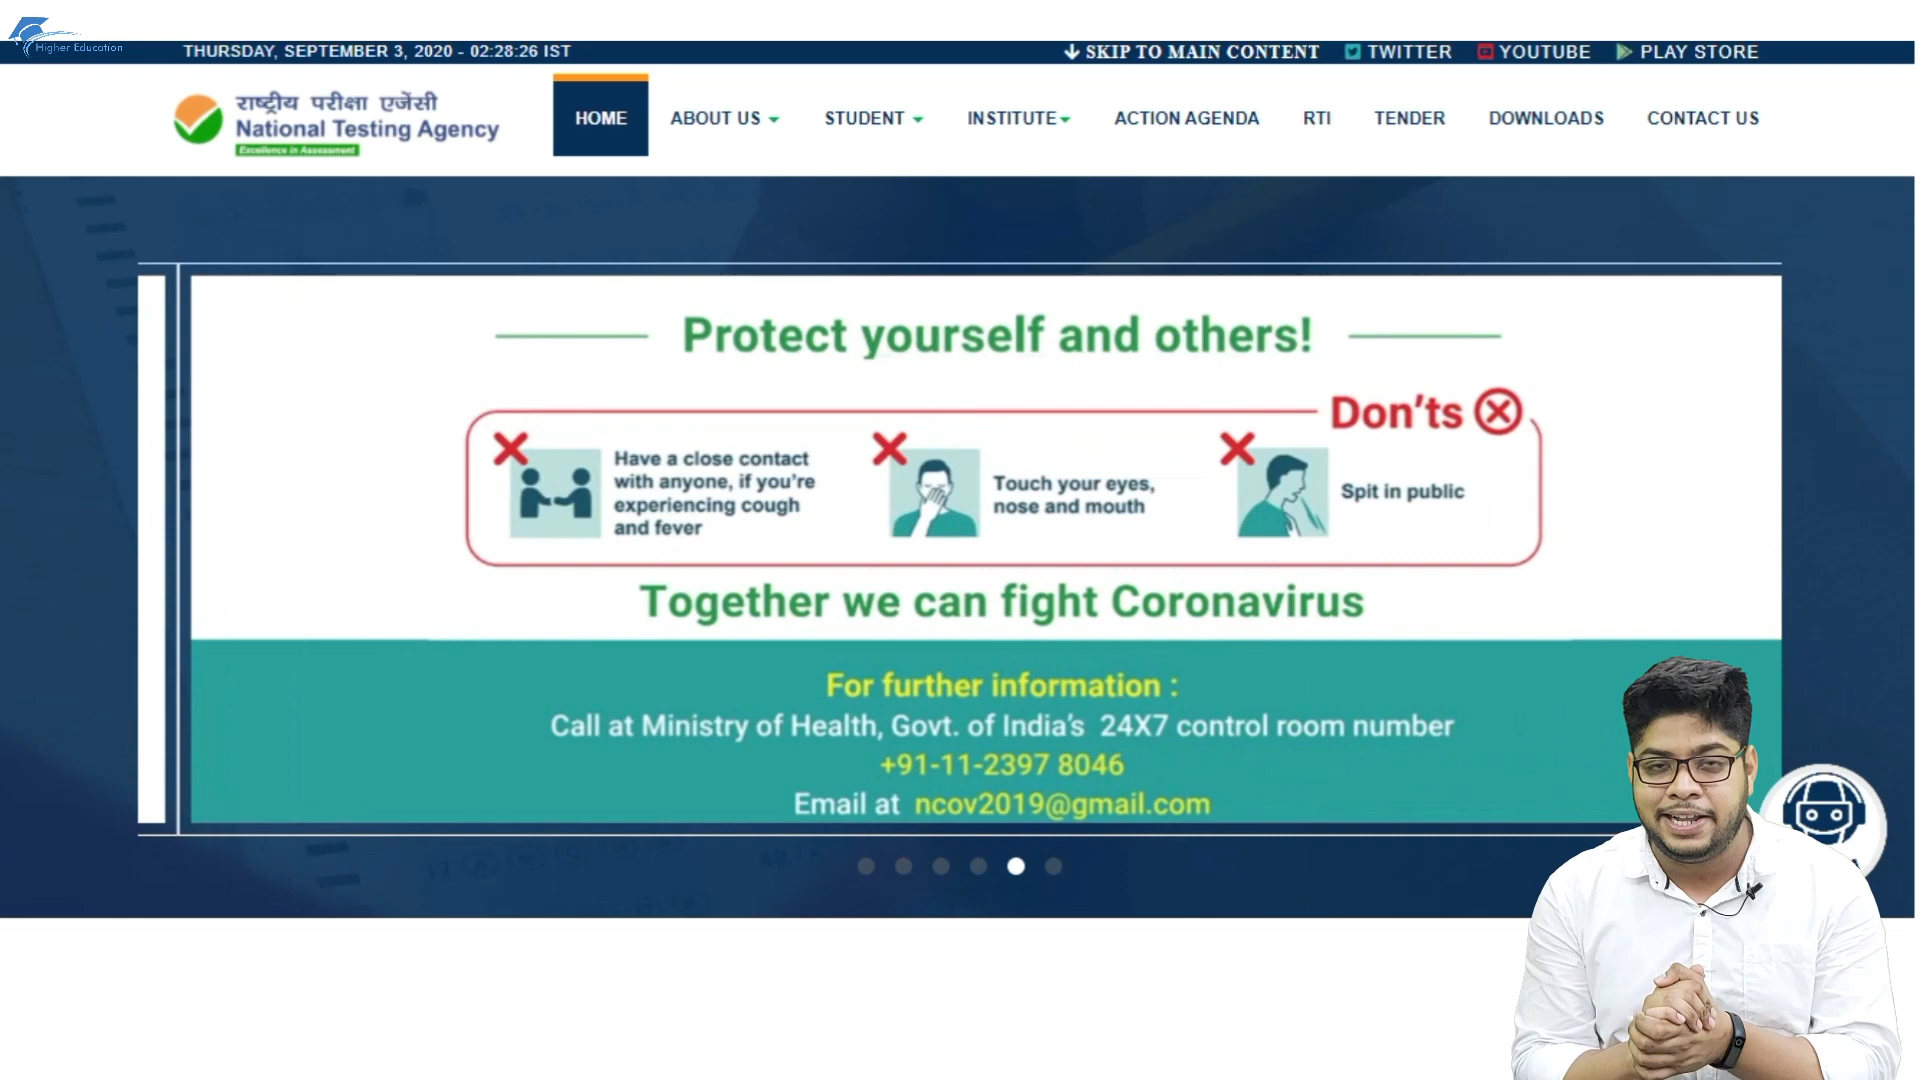 Higher Education
THURSDAY, SEPTEMBER 3, 2020 - 02:28:26 IST
SKIP TO MAIN CONTENT
TWITTER
YOUTUBE
PLAY STORE
राष्ट्रीय परीक्षा एजेंसी
National Testing Agency
Excellence in Assessment
HOME
ABOUT US
STUDENT
INSTITUTE
ACTION AGENDA
RTI
TENDER
DOWNLOADS
CONTACT US
Protect yourself and others!
Don'ts
Have a close contact
with anyone, if you're
experiencing cough
and fever
Touch your eyes,
nose and mouth
Spit in public
Together we can fight Coronavirus
For further information :
Call at Ministry of Health, Govt. of India's 24X7 control room number
+91-11-2397 8046
Email at ncov2019@gmail.com